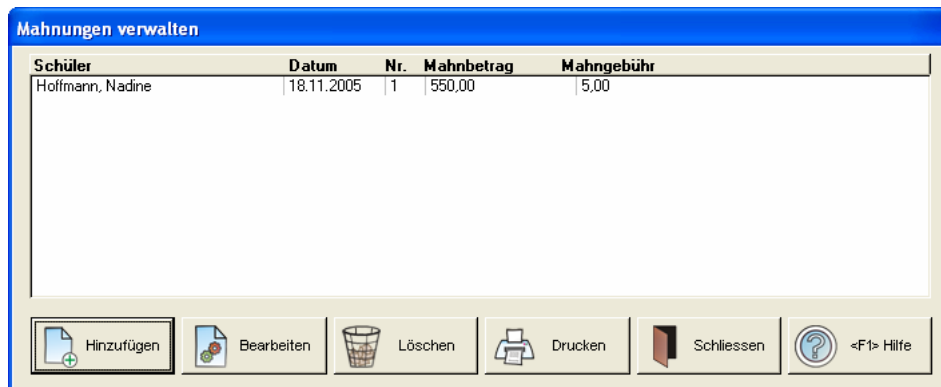 Mahnungen verwalten
Schüler Datum Nr. Mahnbetrag Mahngebühr
Hoffmann, Nadine 18.11.2005 1 550,00 5,00
Hinzufügen Bearbeiten Löschen Drucken Schliessen <F1> Hilfe